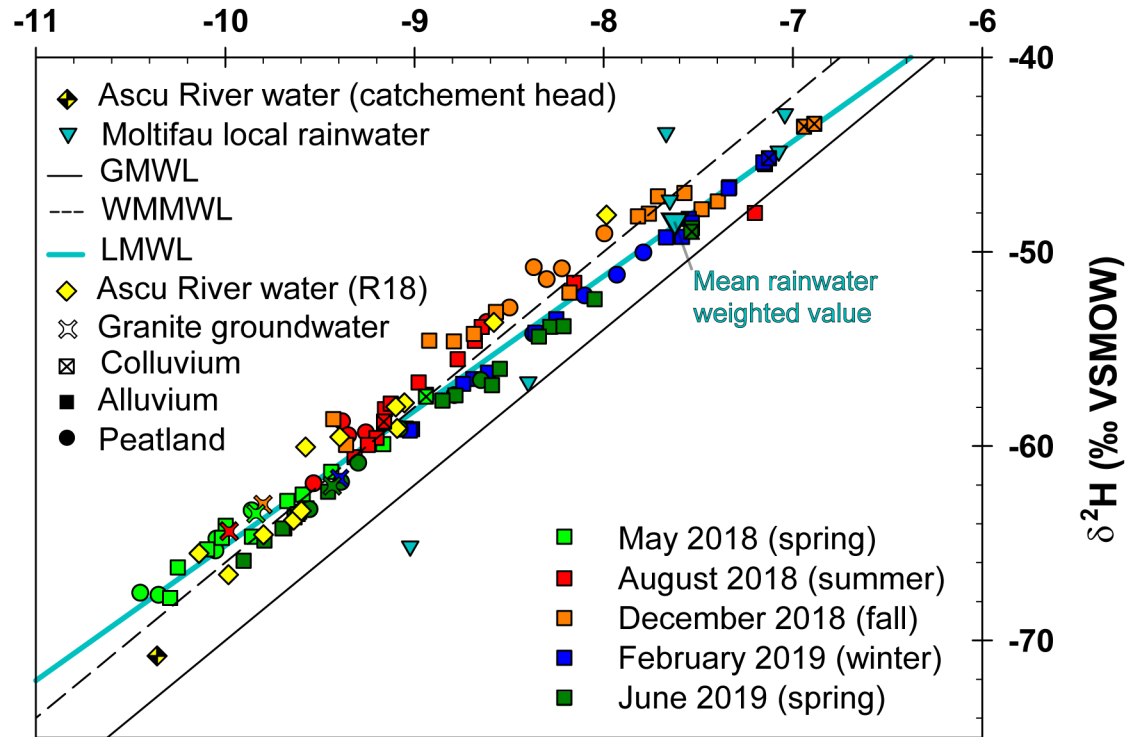 -11 -10 -9 -8 -7 -6
-40
-50
-60
-70
δ²H (‰ VSMOW)
Ascu River water (catchement head)
Moltifau local rainwater
GMWL
WMMWL
LMWL
Ascu River water (R18)
Granite groundwater
Colluvium
Alluvium
Peatland
Mean rainwater
weighted value
May 2018 (spring)
August 2018 (summer)
December 2018 (fall)
February 2019 (winter)
June 2019 (spring)